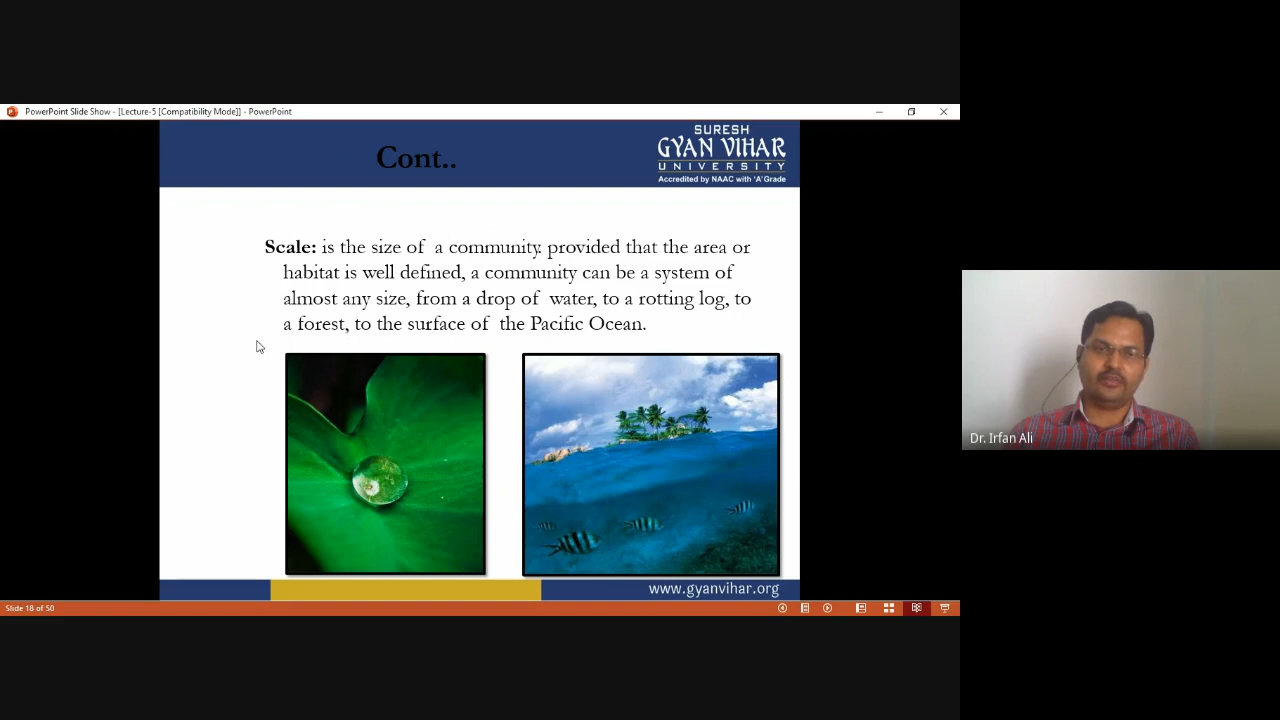 PowerPoint Slide Show - [Lecture-5 [Compatibility Mode]] - PowerPoint
Cont..
SURESH
GYAN VIHAR
UNIVERSITY
Accredited by NAAC with 'A' Grade
Scale: is the size of a community. provided that the area or
habitat is well defined, a community can be a system of
almost any size, from a drop of water, to a rotting log, to
a forest, to the surface of the Pacific Ocean.
www.gyanvihar.org
Slide 18 of 50
Dr. Irfan Ali